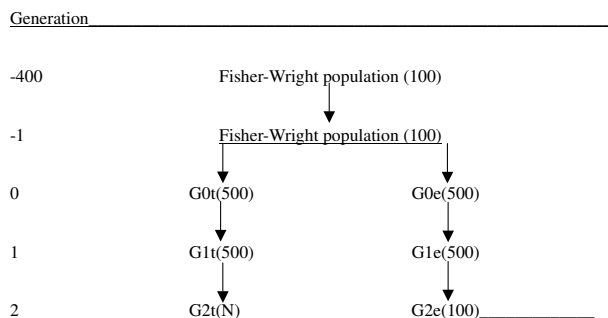 Generation
-400 Fisher-Wright population (100)
-1 Fisher-Wright population (100)
0 G0t(500) G0e(500)
1 G1t(500) G1e(500)
2 G2t(N) G2e(100)